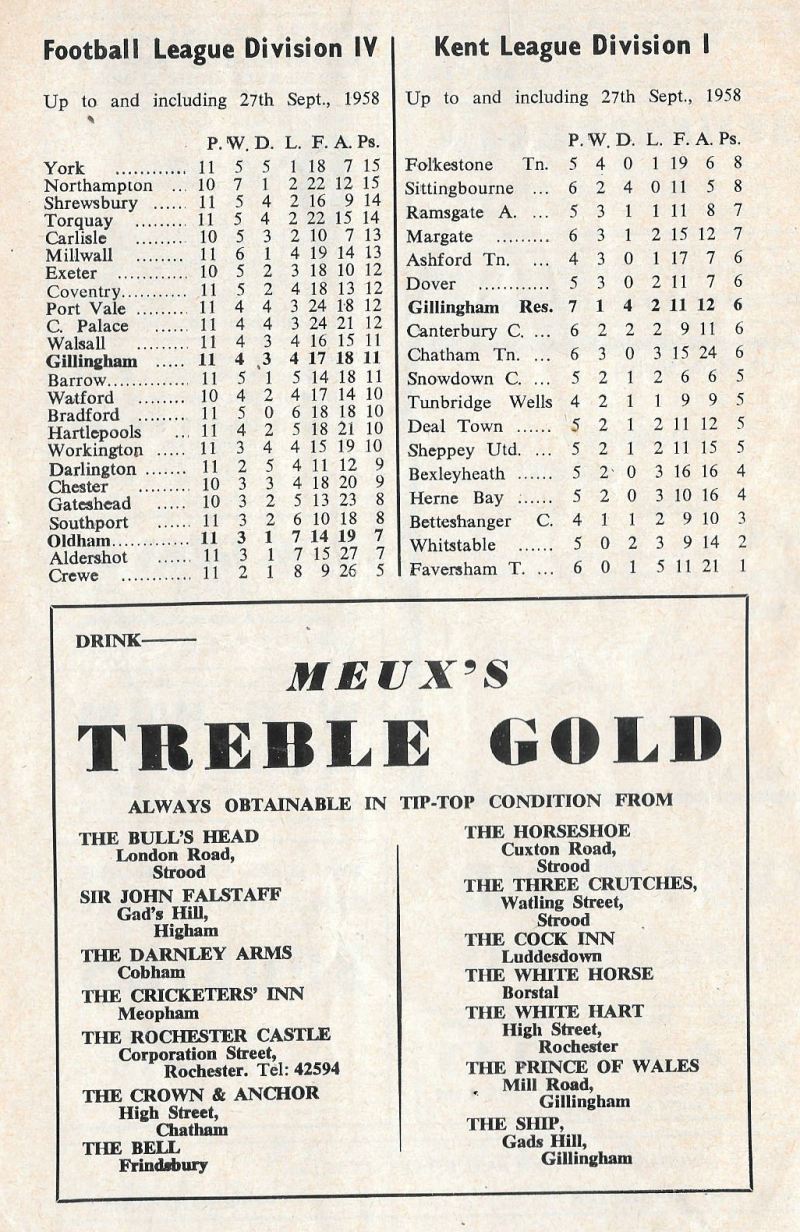 Football League Division IV
Up to and including 27th Sept., 1958
P. W. D. L. F. A. Ps.
York ............ 11 5 5 1 18 7 15
Northampton ... 10 7 1 2 22 12 15
Shrewsbury ...... 11 5 4 2 16 9 14
Torquay ......... 11 5 4 2 22 15 14
Carlisle ........ 10 5 3 2 10 7 13
Millwall ........ 11 6 1 4 19 14 13
Exeter ............ 10 5 2 3 18 10 12
Coventry............ 11 5 2 4 18 13 12
Port Vale ......... 11 4 4 3 24 18 12
C. Palace ...... 11 4 4 3 24 21 12
Walsall ......... 11 4 3 4 16 15 11
Gillingham ..... 11 4 3 4 17 18 11
Barrow.............. 11 5 1 5 14 18 11
Watford ......... 10 4 2 4 17 14 10
Bradford ........ 11 5 0 6 18 18 10
Hartlepools ... 11 4 2 5 18 21 10
Workington ..... 11 3 4 4 15 19 10
Darlington ....... 11 2 5 4 11 12 9
Chester ......... 10 3 3 4 18 20 9
Gateshead ..... 10 3 2 5 13 23 8
Southport ...... 11 3 2 6 10 18 8
Oldham............. 11 3 1 7 14 19 7
Aldershot ...... 11 3 1 7 15 27 7
Crewe ............ 11 2 1 8 9 26 5
Kent League Division I
Up to and including 27th Sept., 1958
P. W. D. L. F. A. Ps.
Folkestone Tn. 5 4 0 1 19 6 8
Sittingbourne ... 6 2 4 0 11 5 8
Ramsgate A. ... 5 3 1 1 11 8 7
Margate ......... 6 3 1 2 15 12 7
Ashford Tn. ... 4 3 0 1 17 7 6
Dover ............ 5 3 0 2 11 7 6
Gillingham Res. 7 1 4 2 11 12 6
Canterbury C. ... 6 2 2 2 9 11 6
Chatham Tn. ... 6 3 0 3 15 24 6
Snowdown C. ... 5 2 1 2 6 6 5
Tunbridge Wells 4 2 1 1 9 9 5
Deal Town ...... 5 2 1 2 11 12 5
Sheppey Utd. ... 5 2 1 2 11 15 5
Bexleyheath ...... 5 2 0 3 16 16 4
Herne Bay ...... 5 2 0 3 10 16 4
Betteshanger C. 4 1 1 2 9 10 3
Whitstable ...... 5 0 2 3 9 14 2
Faversham T. ... 6 0 1 5 11 21 1
DRINK——
MEUX'S
TREBLE GOLD
ALWAYS OBTAINABLE IN TIP-TOP CONDITION FROM
THE BULL'S HEAD
London Road,
Strood
SIR JOHN FALSTAFF
Gad's Hill,
Higham
THE DARNLEY ARMS
Cobham
THE CRICKETERS' INN
Meopham
THE ROCHESTER CASTLE
Corporation Street,
Rochester. Tel: 42594
THE CROWN & ANCHOR
High Street,
Chatham
THE BELL
Frindsbury
THE HORSESHOE
Cuxton Road,
Strood
THE THREE CRUTCHES,
Watling Street,
Strood
THE COCK INN
Luddesdown
THE WHITE HORSE
Borstal
THE WHITE HART
High Street,
Rochester
THE PRINCE OF WALES
Mill Road,
Gillingham
THE SHIP,
Gads Hill,
Gillingham